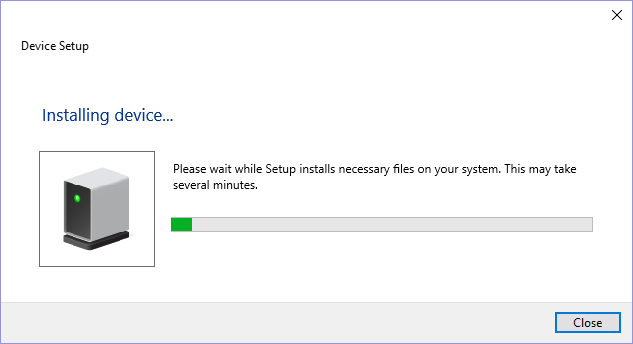 Device Setup
Installing device...
Please wait while Setup installs necessary files on your system. This may take
several minutes.
Close